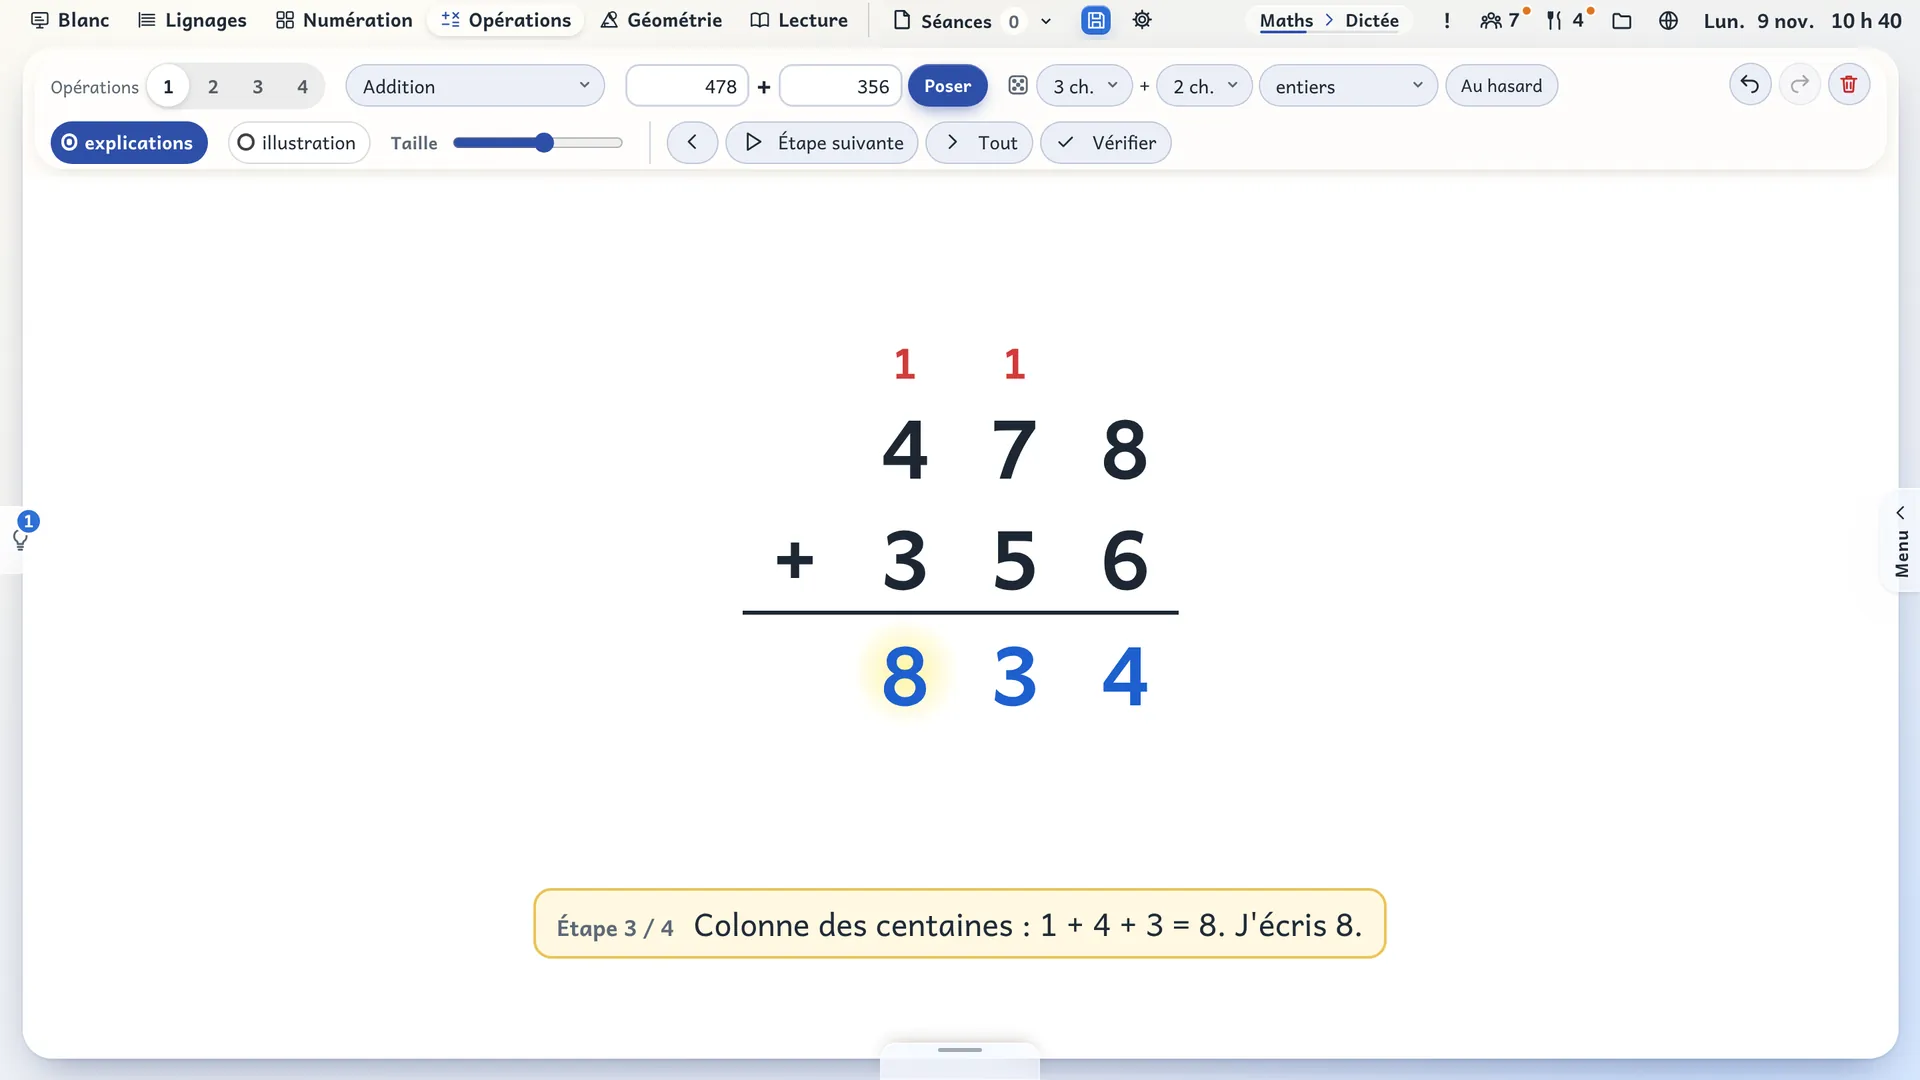 Blanc Lignages Numération Opérations Géométrie Lecture Séances 0 Maths > Dictée ! 7 4 Lun. 9 nov. 10 h 40
Opérations 1 2 3 4 Addition 478 + 356 Poser 3 ch. + 2 ch. entiers Au hasard
explications illustration Taille Étape suivante Tout Vérifier
1 1
4 7 8
+ 3 5 6
8 3 4
1
Menu
Étape 3 / 4 Colonne des centaines : 1 + 4 + 3 = 8. J'écris 8.